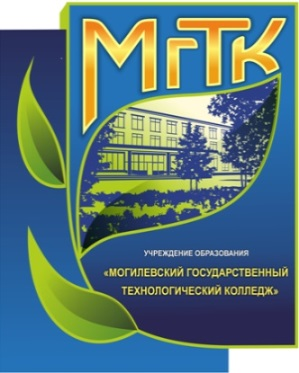 МгТК
УЧРЕЖДЕНИЕ ОБРАЗОВАНИЯ
«МОГИЛЕВСКИЙ ГОСУДАРСТВЕННЫЙ
ТЕХНОЛОГИЧЕСКИЙ КОЛЛЕДЖ»